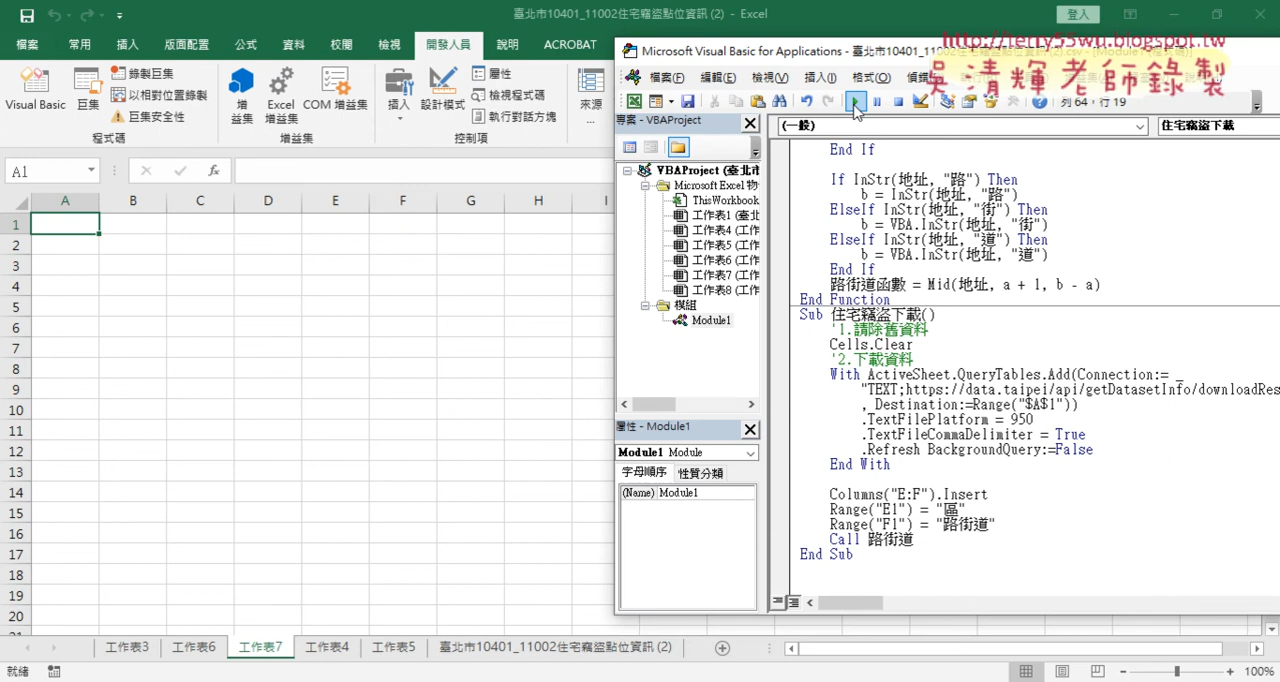 臺北市10401_11002住宅竊盜點位資訊 (2) - Excel
登入
檔案 常用 插入 版面配置 公式 資料 校閱 檢視 開發人員 說明 ACROBAT
Visual Basic 巨集 錄製巨集 以相對位置錄製 巨集安全性 程式碼
增益集 Excel 增益集 COM 增益集 增益集
插入 設計模式 屬性 檢視程式碼 執行對話方塊 控制項
來源
http://terry55wu.blogspot.tw
吳清輝老師錄製
Microsoft Visual Basic for Applications - 臺北市10401_11002住宅竊盜點位資訊 (2).csv
檔案(F) 編輯(E) 檢視(V) 插入(I) 格式(O)
列 64, 行 19
A1
fx
專案 - VBAProject
(一般) 住宅竊盜下載
A B C D E F G H I
1
2
3
4
5
6
7
8
9
10
11
12
13
14
15
16
17
18
19
20
VBAProject (臺北市
Microsoft Excel 物
ThisWorkbook
工作表1 (臺北
工作表4 (工作
工作表5 (工作
工作表6 (工作
工作表7 (工作
工作表8 (工作
模組
Module1
屬性 - Module1
Module1 Module
字母順序 性質分類
(Name) Module1
End If
If InStr(地址, "路") Then
b = InStr(地址, "路")
ElseIf InStr(地址, "街") Then
b = VBA.InStr(地址, "街")
ElseIf InStr(地址, "道") Then
b = VBA.InStr(地址, "道")
End If
路街道函數 = Mid(地址, a + 1, b - a)
End Function
Sub 住宅竊盜下載()
'1.請除舊資料
Cells.Clear
'2.下載資料
With ActiveSheet.QueryTables.Add(Connection:= _
"TEXT;https://data.taipei/api/getDatasetInfo/downloadRes
, Destination:=Range("$A$1"))
.TextFilePlatform = 950
.TextFileCommaDelimiter = True
.Refresh BackgroundQuery:=False
End With
Columns("E:F").Insert
Range("E1") = "區"
Range("F1") = "路街道"
Call 路街道
End Sub
工作表3 工作表6 工作表7 工作表4 工作表5 臺北市10401_11002住宅竊盜點位資訊 (2)
就緒
100%